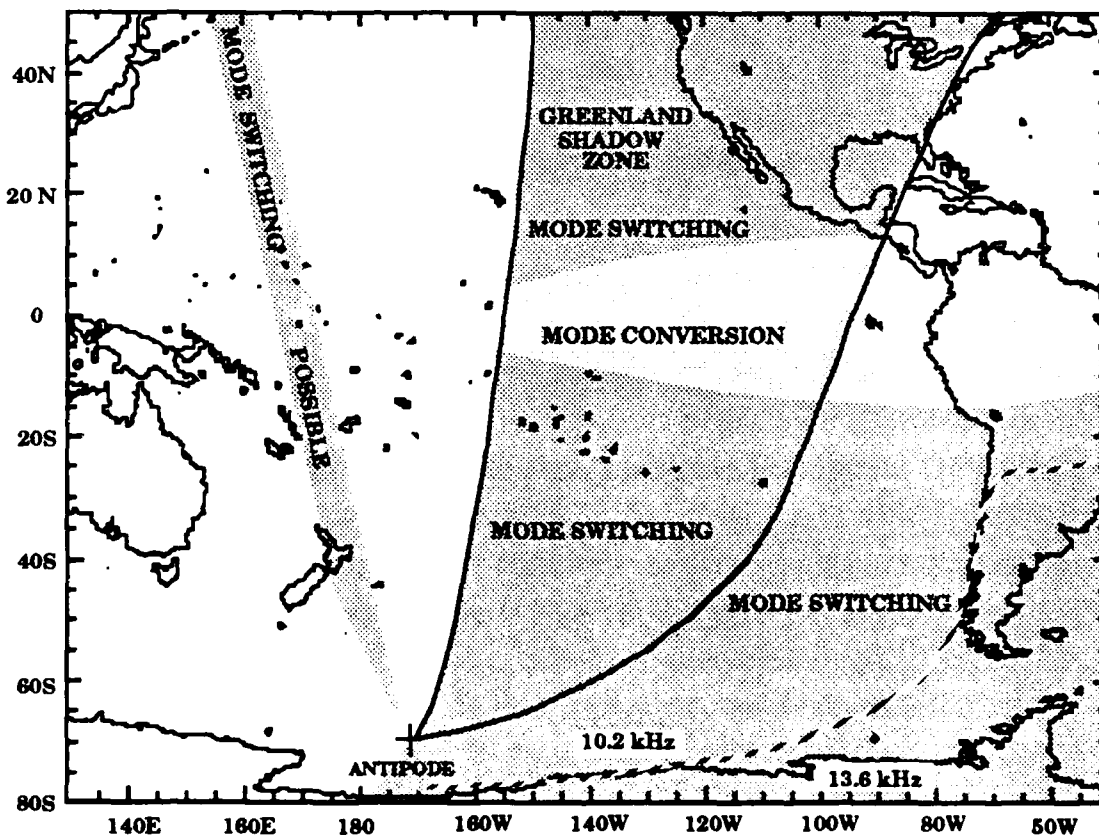 MODE SWITCHING
POSSIBLE
GREENLAND
SHADOW
ZONE
MODE SWITCHING
MODE CONVERSION
MODE SWITCHING
MODE SWITCHING
10.2 kHz
13.6 kHz
ANTIPODE
40N
20 N
0
20S
40S
60S
80S
140E
160E
180
160W
140W
120W
100W
80W
50W